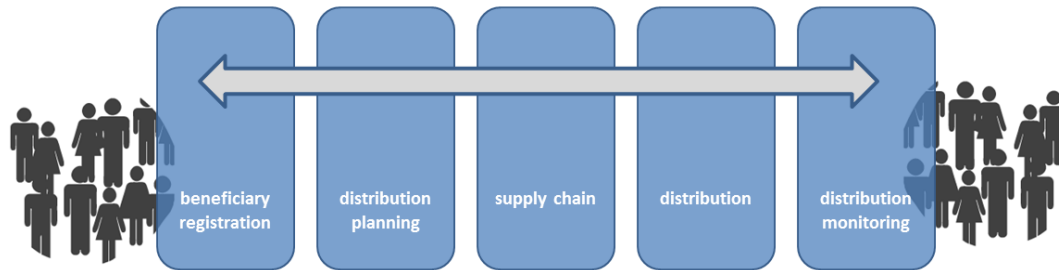 beneficiary
registration
distribution
planning
supply chain
distribution
distribution
monitoring